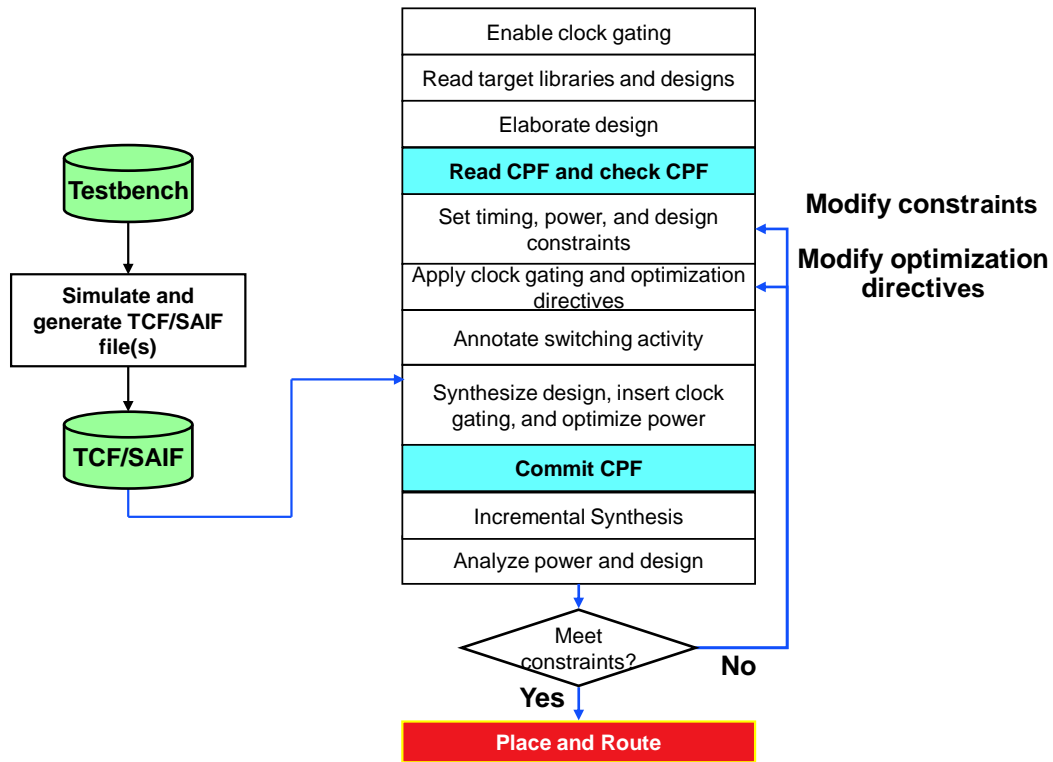 Enable clock gating
Read target libraries and designs
Elaborate design
Read CPF and check CPF
Set timing, power, and design
constraints
Apply clock gating and optimization
directives
Annotate switching activity
Synthesize design, insert clock
gating, and optimize power
Commit CPF
Incremental Synthesis
Analyze power and design
Meet
constraints?
Yes
No
Place and Route
Testbench
Simulate and
generate TCF/SAIF
file(s)
TCF/SAIF
Modify constraints
Modify optimization
directives